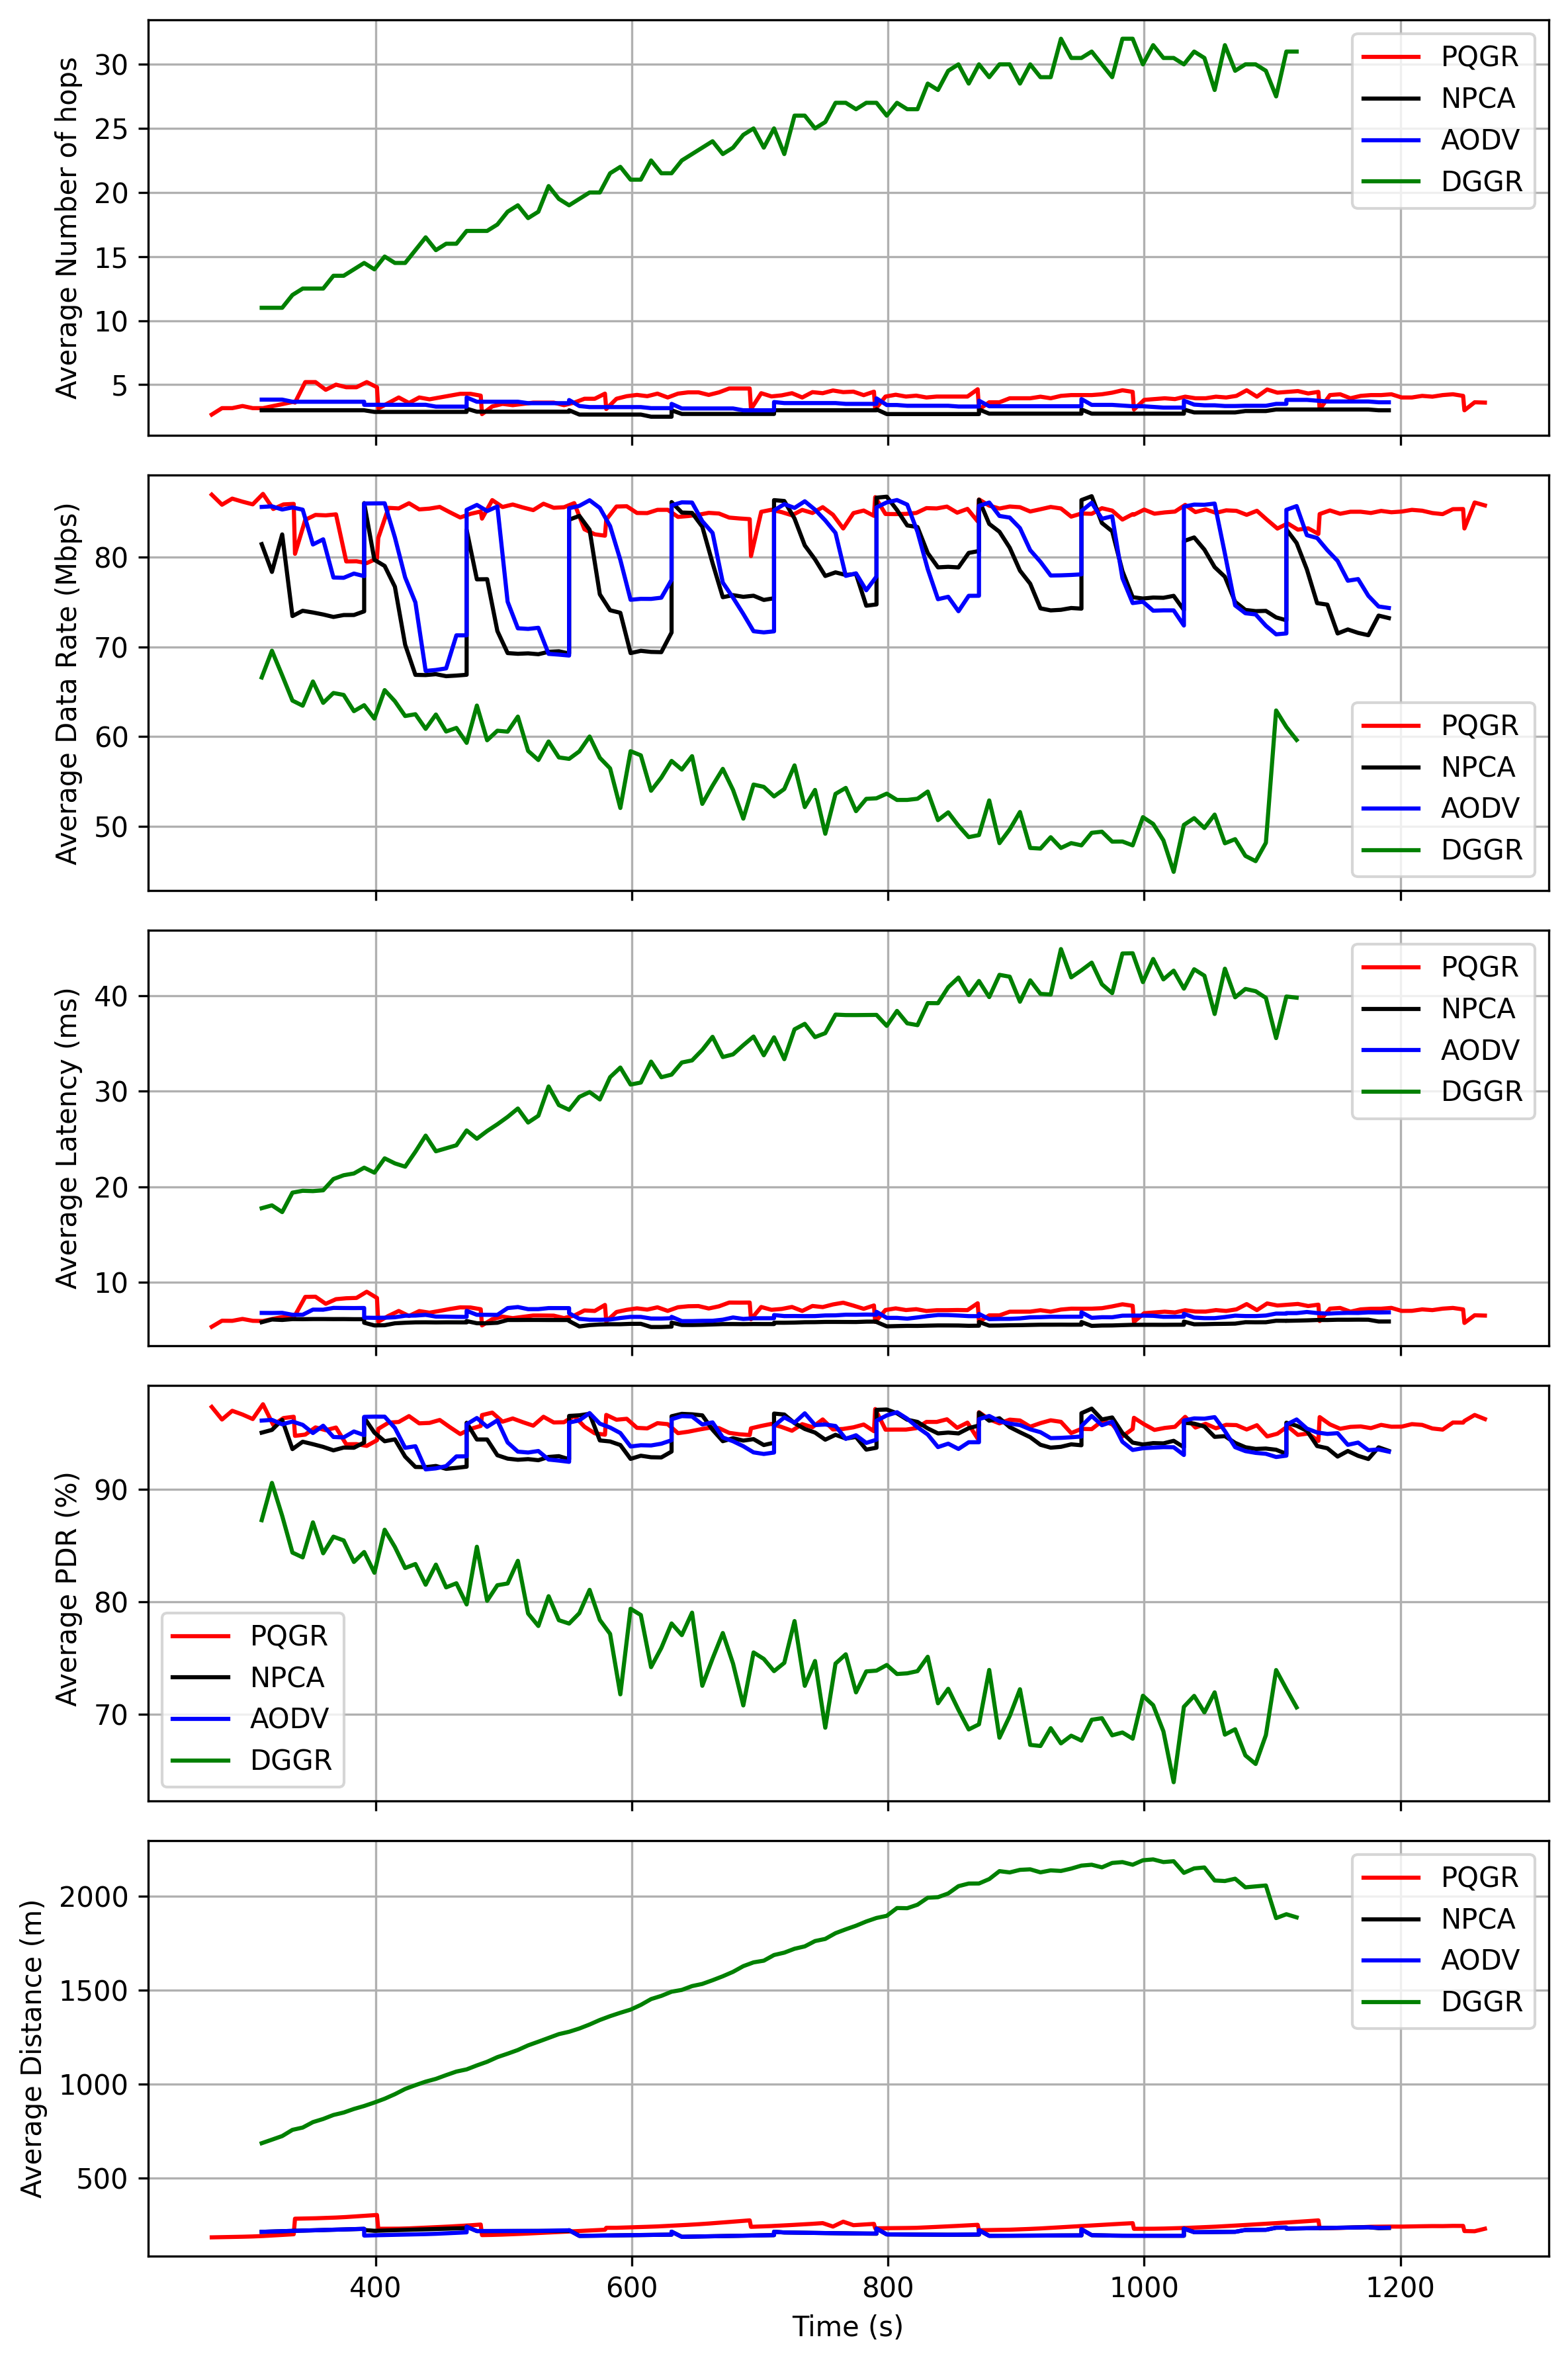 Average Number of hops
30
25
20
15
10
5
PQGR
NPCA
AODV
DGGR
Average Data Rate (Mbps)
80
70
60
50
PQGR
NPCA
AODV
DGGR
Average Latency (ms)
40
30
20
10
PQGR
NPCA
AODV
DGGR
Average PDR (%)
90
80
70
PQGR
NPCA
AODV
DGGR
Average Distance (m)
2000
1500
1000
500
PQGR
NPCA
AODV
DGGR
400 600 800 1000 1200
Time (s)